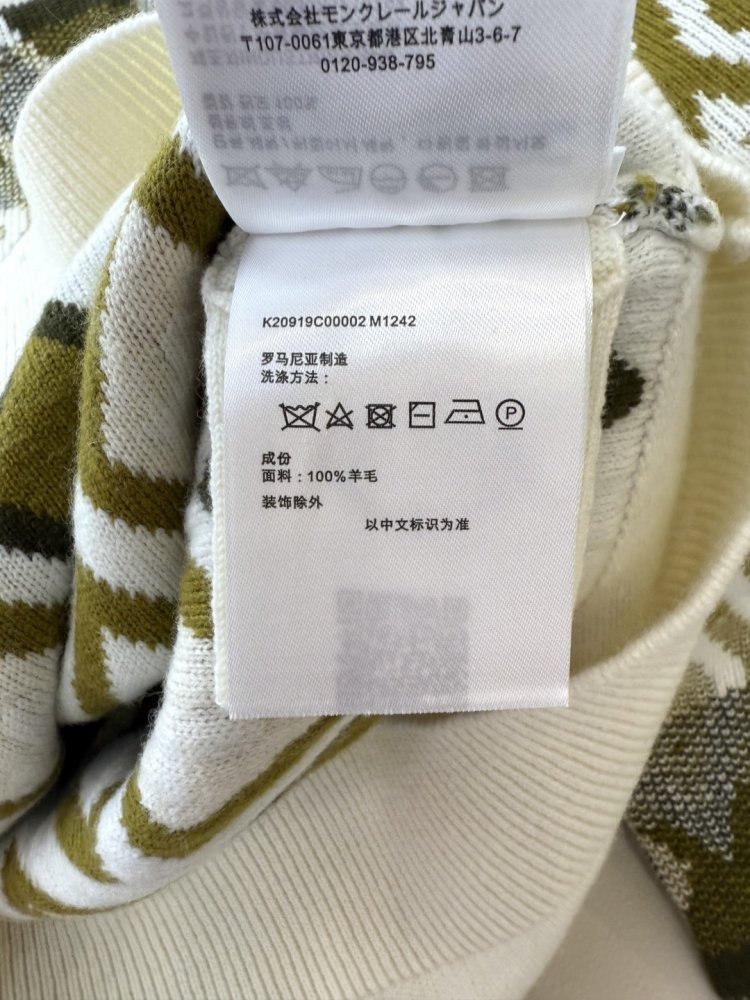 株式会社モンクレールジャパン
〒107-0061東京都港区北青山3-6-7
0120-938-795
K20919C00002 M1242
罗马尼亚制造
洗涤方法：
P
成份
面料：100%羊毛
装饰除外
以中文标识为准